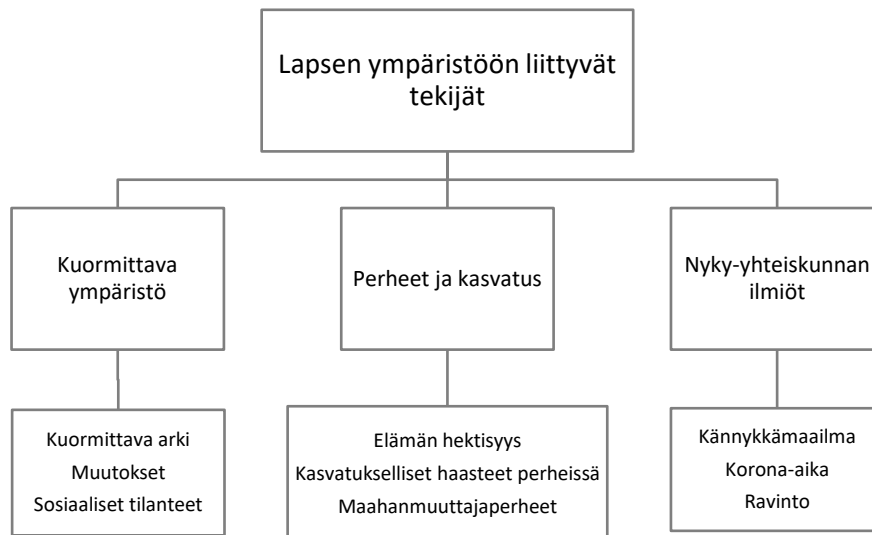 Lapsen ympäristöön liittyvät
tekijät
Kuormittava
ympäristö
Perheet ja kasvatus
Nyky-yhteiskunnan
ilmiöt
Kuormittava arki
Muutokset
Sosiaaliset tilanteet
Elämän hektisyys
Kasvatukselliset haasteet perheissä
Maahanmuuttajaperheet
Kännykkämaailma
Korona-aika
Ravinto